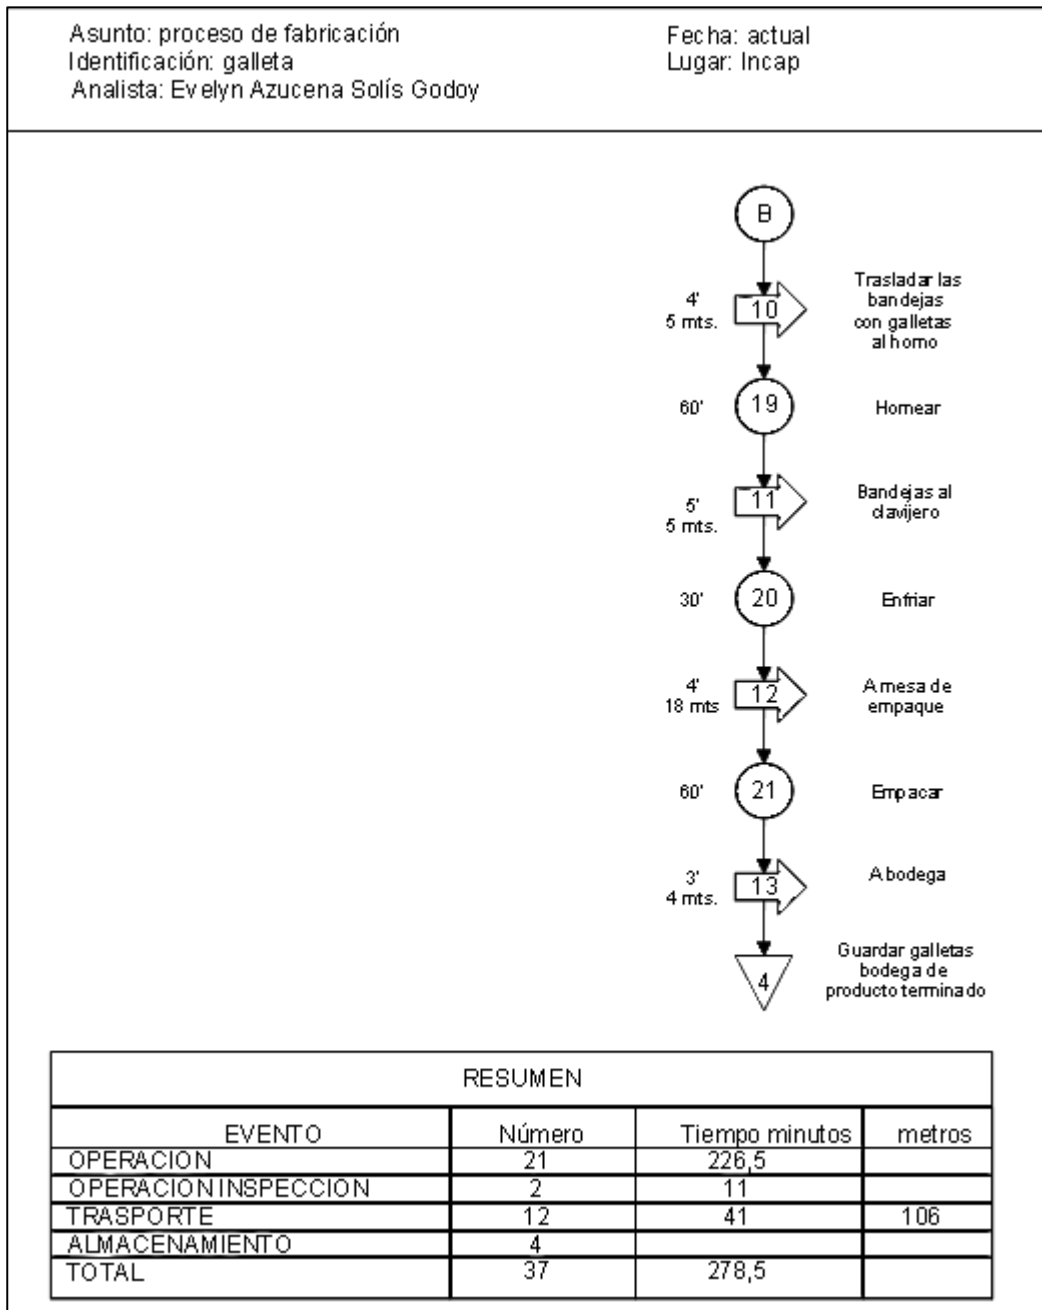 Asunto: proceso de fabricación
Identificación: galleta
Analista: Evelyn Azucena Solís Godoy
Fecha: actual
Lugar: Incap
B
4'
5 mts.
10
Trasladar las
bandejas
con galletas
al horno
60'
19
Hornear
5'
5 mts.
11
Bandejas al
clavijero
30'
20
Enfriar
4'
18 mts
12
A mesa de
empaque
60'
21
Empacar
3'
4 mts.
13
A bodega
4
Guardar galletas
bodega de
producto terminado
RESUMEN
EVENTO Número Tiempo minutos metros
OPERACION 21 226,5
OPERACION INSPECCION 2 11
TRASPORTE 12 41 106
ALMACENAMIENTO 4
TOTAL 37 278,5